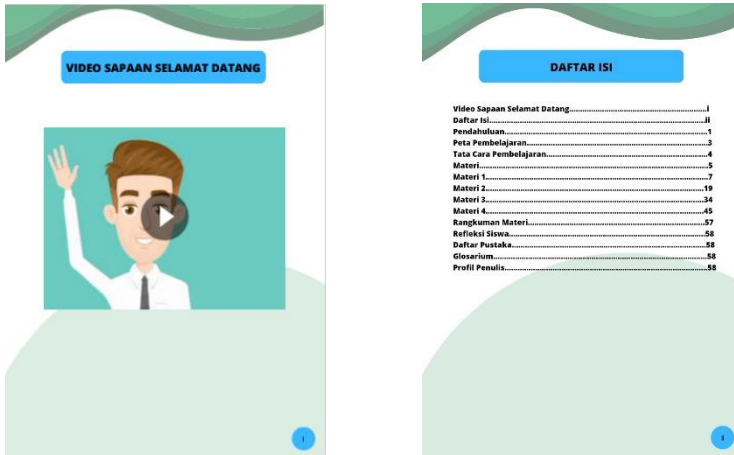 VIDEO SAPAAN SELAMAT DATANG
I
DAFTAR ISI
Video Sapaan Selamat Datang.......................................................i
Daftar Isi.......................................................ii
Pendahuluan.......................................................1
Peta Pembelajaran.......................................................3
Tata Cara Pembelajaran.......................................................4
Materi.......................................................5
Materi 1.......................................................7
Materi 2.......................................................19
Materi 3.......................................................34
Materi 4.......................................................45
Rangkuman Materi.......................................................57
Refleksi Siswa.......................................................58
Daftar Pustaka.......................................................58
Glosarium.......................................................58
Profil Penulis.......................................................58